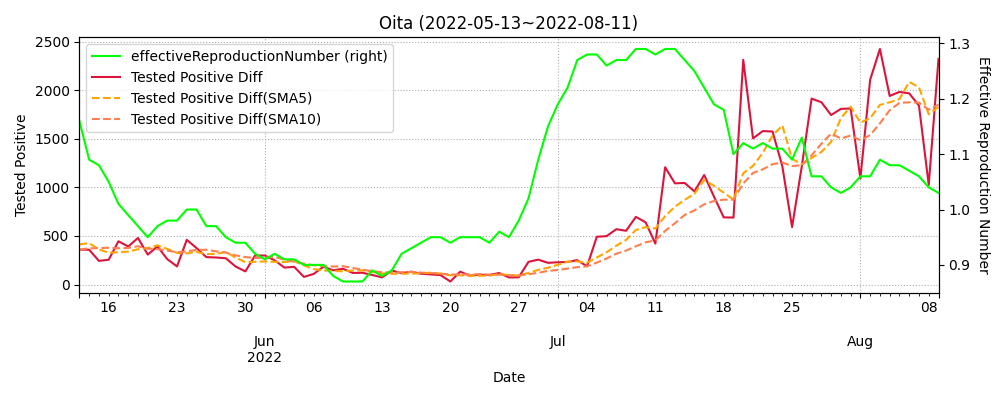 Oita (2022-05-13~2022-08-11)
effectiveReproductionNumber (right)
Tested Positive Diff
Tested Positive Diff(SMA5)
Tested Positive Diff(SMA10)
Tested Positive
2500
2000
1500
1000
500
0
1.3
1.2
1.1
1.0
0.9
Effective Reproduction Number
16 23 30 06 13 20 27 04 11 18 25 08
Jun Jul Aug
2022
Date